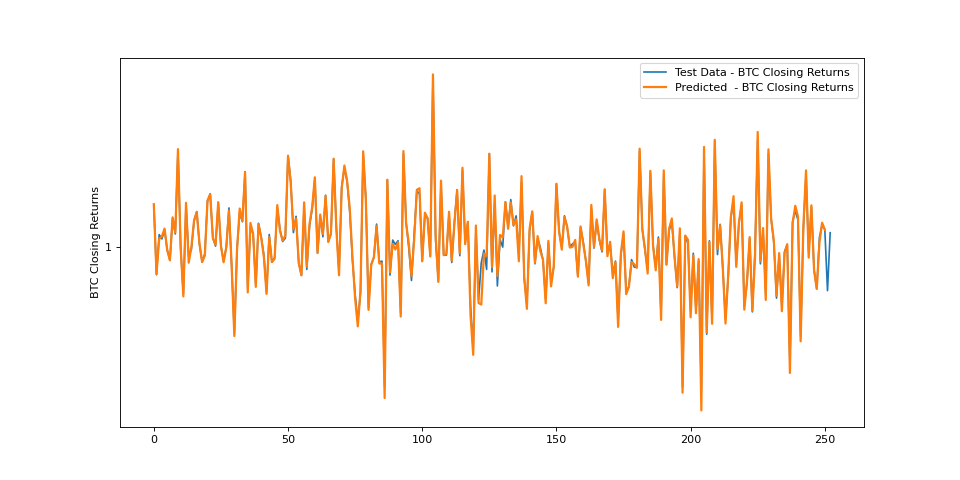 Test Data - BTC Closing Returns
Predicted  - BTC Closing Returns
BTC Closing Returns
1
0
50
100
150
200
250